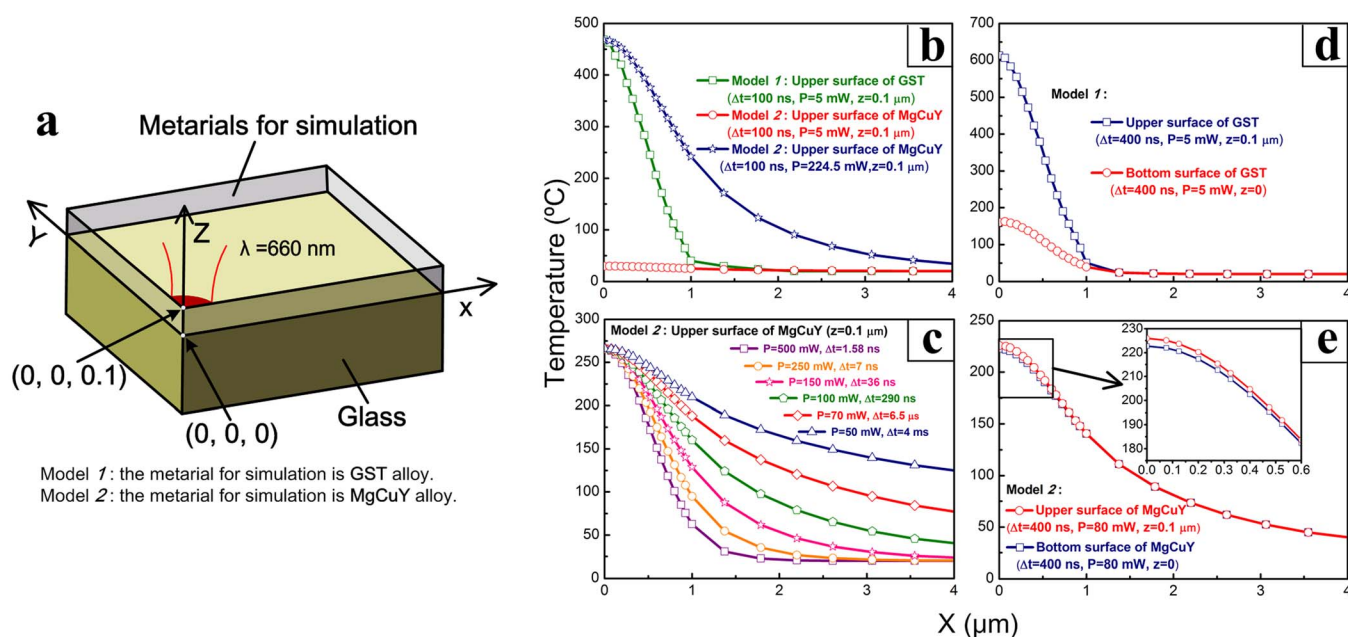 a
Metarials for simulation
Y
Z
λ =660 nm
X
(0, 0, 0.1)
Glass
(0, 0, 0)
Model 1: the metarial for simulation is GST alloy.
Model 2: the metarial for simulation is MgCuY alloy.
Temperature (ºC)
X (μm)
b
500
400
300
200
100
0
Model 1: Upper surface of GST
(Δt=100 ns, P=5 mW, z=0.1 μm)
Model 2: Upper surface of MgCuY
(Δt=100 ns, P=5 mW, z=0.1 μm)
Model 2: Upper surface of MgCuY
(Δt=100 ns, P=224.5 mW,z=0.1 μm)
0 1 2 3 4
d
700
600
500
400
300
200
100
0
Model 1:
Upper surface of GST
(Δt=400 ns, P=5 mW, z=0.1 μm)
Bottom surface of GST
(Δt=400 ns, P=5 mW, z=0)
0 1 2 3 4
c
300
250
200
150
100
50
0
Model 2: Upper surface of MgCuY (z=0.1 μm)
P=500 mW, Δt=1.58 ns
P=250 mW, Δt=7 ns
P=150 mW, Δt=36 ns
P=100 mW, Δt=290 ns
P=70 mW, Δt=6.5 μs
P=50 mW, Δt=4 ms
0 1 2 3 4
e
250
225
200
150
100
50
0
230
220
210
200
190
180
0.0 0.1 0.2 0.3 0.4 0.5 0.6
Model 2:
Upper surface of MgCuY
(Δt=400 ns, P=80 mW, z=0.1 μm)
Bottom surface of MgCuY
(Δt=400 ns, P=80 mW, z=0)
0 1 2 3 4